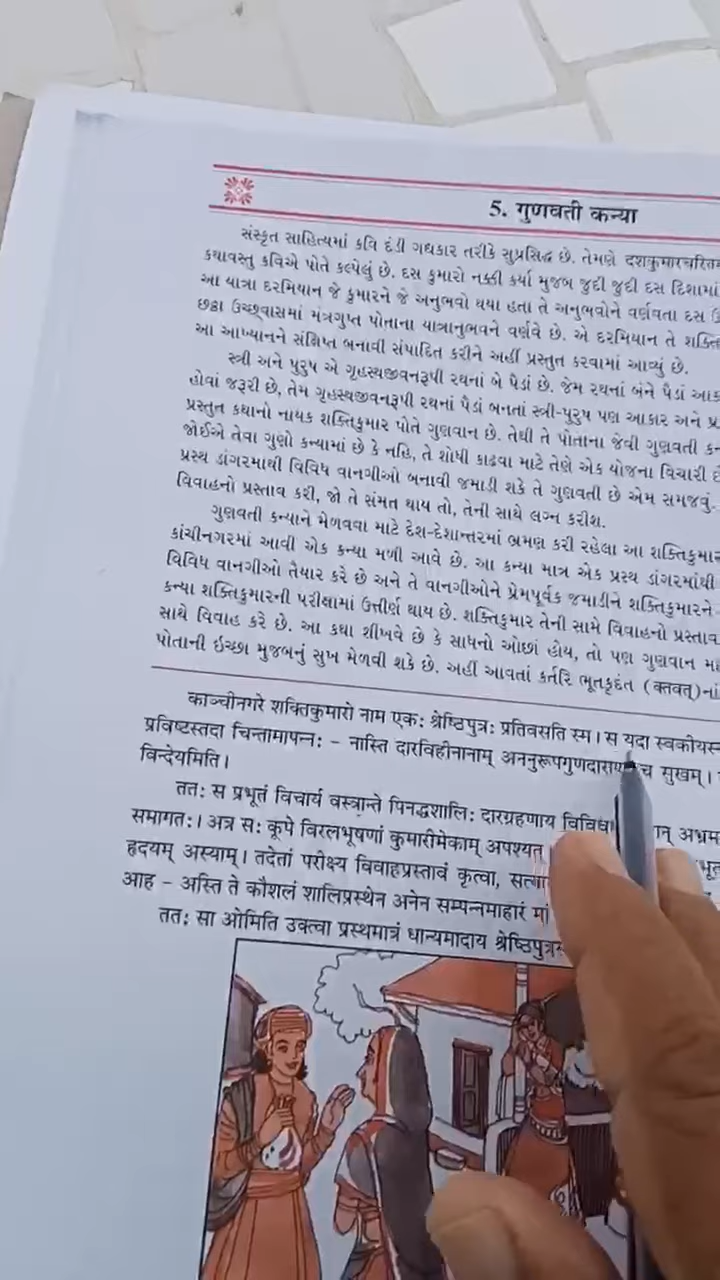 5. ગુણવતી કન્યા
સંસ્કૃત સાહિત્યમાં કવિ દંડી ગદ્યકાર તરીકે સુપ્રસિદ્ધ છે. તેમણે દશકુમારચરિત
કથાવસ્તુ કવિએ પોતે કલ્પેલું છે. દસ કુમારો નક્કી કર્યા મુજબ જુદી જુદી દસ દિશામાં
આ યાત્રા દરમિયાન જે કુમારને જે અનુભવો થયા હતા તે અનુભવોને વર્ણવતા દસ
છઠ્ઠા ઉચ્છ્વાસમાં મંત્રગુપ્ત પોતાના યાત્રાનુભવને વર્ણવે છે. એ દરમિયાન તે શક્તિ
આ આખ્યાનને સંક્ષિપ્ત બનાવી સંપાદિત કરીને અહીં પ્રસ્તુત કરવામાં આવ્યું છે.
સ્ત્રી અને પુરુષ એ ગૃહસ્થજીવનરૂપી રથનાં બે પૈડાં છે. જેમ રથનાં બંને પૈડાં
હોવાં જરૂરી છે, તેમ ગૃહસ્થજીવનરૂપી રથનાં પૈડાં બનતાં સ્ત્રી-પુરુષ પણ આકાર અને
પ્રસ્તુત કથાનો નાયક શક્તિકુમાર પોતે ગુણવાન છે. તેથી તે પોતાના જેવી ગુણવતી
જોઈએ તેવા ગુણો કન્યામાં છે કે નહિ, તે શોધી કાઢવા માટે તેણે એક યોજના વિચારી
પ્રસ્થ ડાંગરમાંથી વિવિધ વાનગીઓ બનાવી જમાડી શકે તે ગુણવતી છે એમ સમજવું.
વિવાહનો પ્રસ્તાવ કરી, જો તે સંમત થાય તો, તેની સાથે લગ્ન કરીશ.
ગુણવતી કન્યાને મેળવવા માટે દેશ-દેશાન્તરમાં ભ્રમણ કરી રહેલા આ શક્તિકુમાર
કાંચીનગરમાં આવી એક કન્યા મળી આવે છે. આ કન્યા માત્ર એક પ્રસ્થ ડાંગરમાંથી
વિવિધ વાનગીઓ તૈયાર કરે છે અને તે વાનગીઓને પ્રેમપૂર્વક જમાડીને શક્તિકુમારને
કન્યા શક્તિકુમારની પરીક્ષામાં ઉત્તીર્ણ થાય છે. શક્તિકુમાર તેની સામે વિવાહનો પ્રસ્તાવ
સાથે વિવાહ કરે છે. આ કથા શીખવે છે કે સાધનો ઓછાં હોય, તો પણ ગુણવાન
પોતાની ઇચ્છા મુજબનું સુખ મેળવી શકે છે. અહીં આવતાં કર્તરિ ભૂતકૃદંત (क्तवत्)નાં
काञ्चीनगरे शक्तिकुमारो नाम एकः श्रेष्ठिपुत्रः प्रतिवसति स्म। स यदा स्वकीय
प्रविष्टस्तदा चिन्तामापन्नः - नास्ति दारविहीनानाम् अननुरूपगुणदाराणां च सुखम्।
विन्देयमिति।
ततः स प्रभूतं विचार्य वस्त्रान्ते पिनद्धशालिः दारग्रहणाय
समागतः। अत्र सः कूपे विरलभूषणां कुमारीमेकाम् अपश्यत्
हृदयम् अस्याम्। तदेतां परीक्ष्य विवाहप्रस्तावं कृत्वा,
आह - अस्ति ते कौशलं शालिप्रस्थेन अनेन सम्पन्नमाहारं मां
ततः सा ओमिति उक्त्वा प्रस्थमात्रं धान्यमादाय